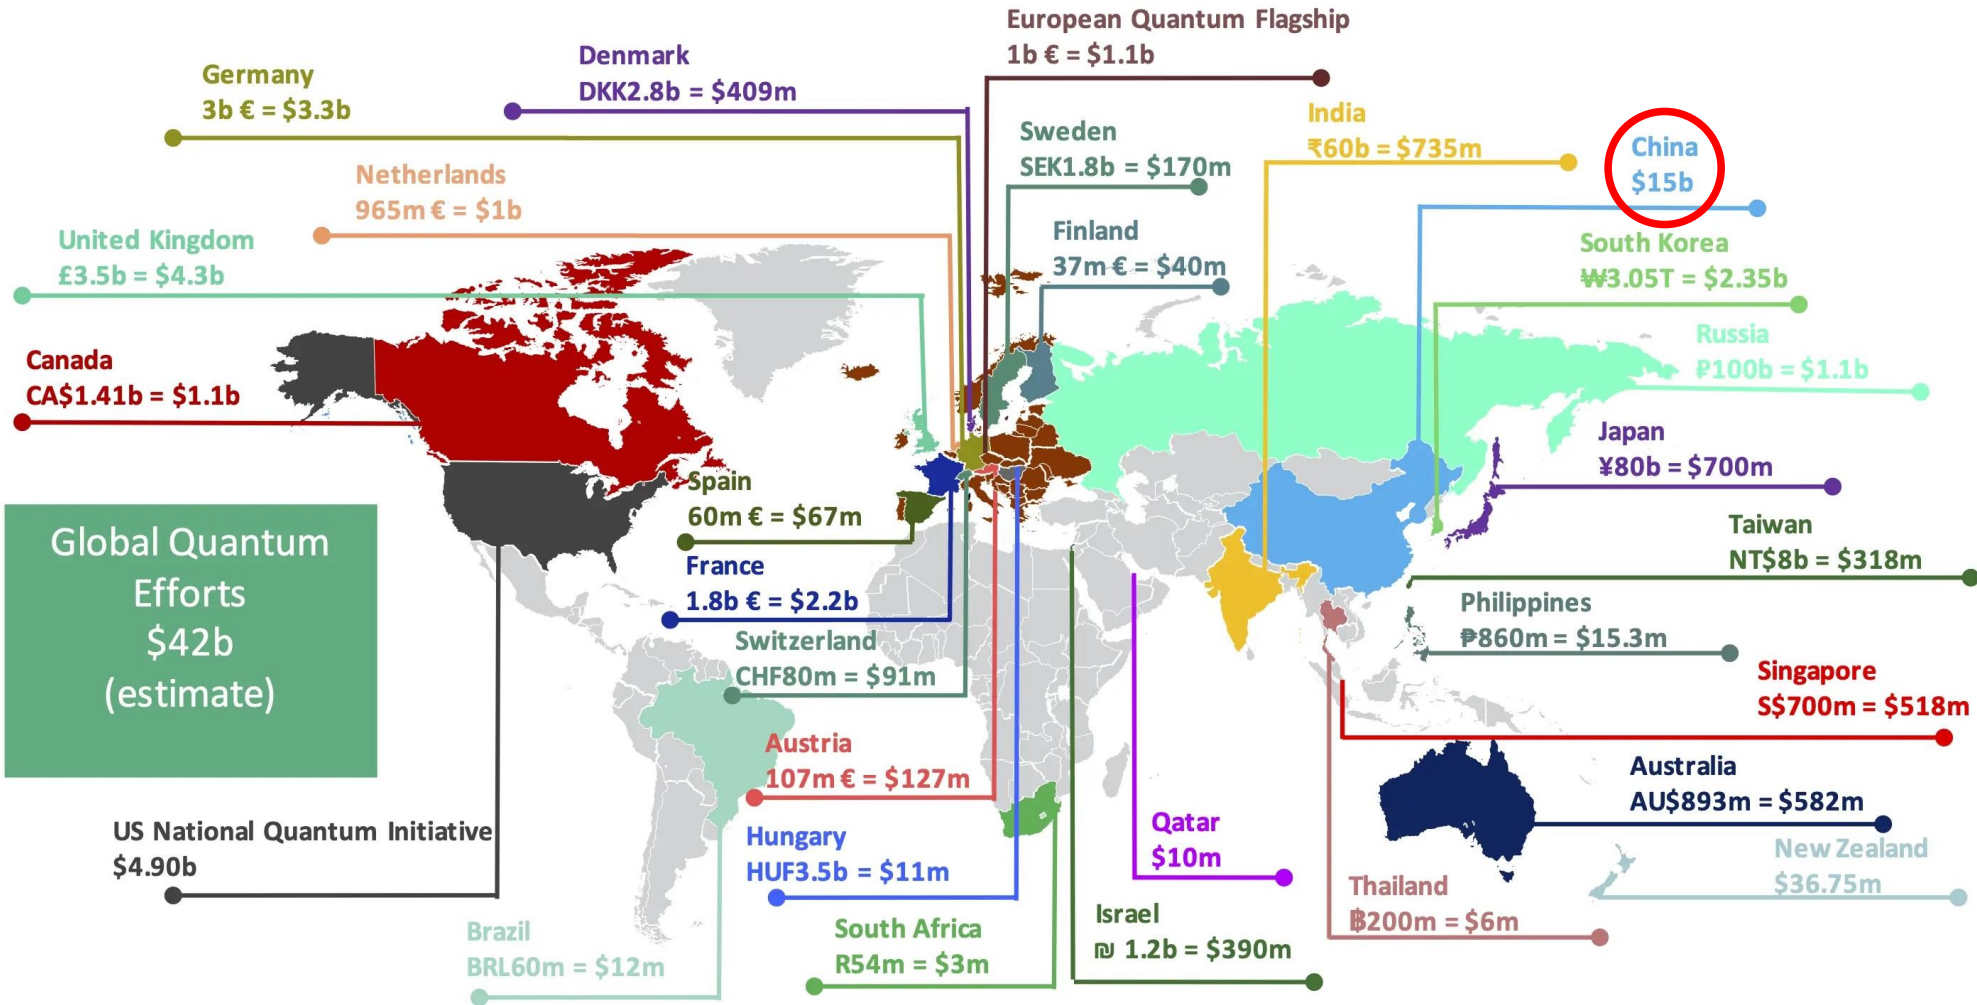 European Quantum Flagship
1b € = $1.1b
Denmark
DKK2.8b = $409m
Germany
3b € = $3.3b
India
₹60b = $735m
Sweden
SEK1.8b = $170m
China
$15b
Netherlands
965m € = $1b
United Kingdom
£3.5b = $4.3b
Finland
37m € = $40m
South Korea
₩3.05T = $2.35b
Russia
₽100b = $1.1b
Canada
CA$1.41b = $1.1b
Japan
¥80b = $700m
Spain
60m € = $67m
Taiwan
NT$8b = $318m
Global Quantum
Efforts
$42b
(estimate)
France
1.8b € = $2.2b
Philippines
₱860m = $15.3m
Switzerland
CHF80m = $91m
Singapore
S$700m = $518m
Austria
107m € = $127m
Australia
AU$893m = $582m
US National Quantum Initiative
$4.90b
Hungary
HUF3.5b = $11m
Qatar
$10m
New Zealand
$36.75m
Thailand
฿200m = $6m
Israel
₪ 1.2b = $390m
Brazil
BRL60m = $12m
South Africa
R54m = $3m